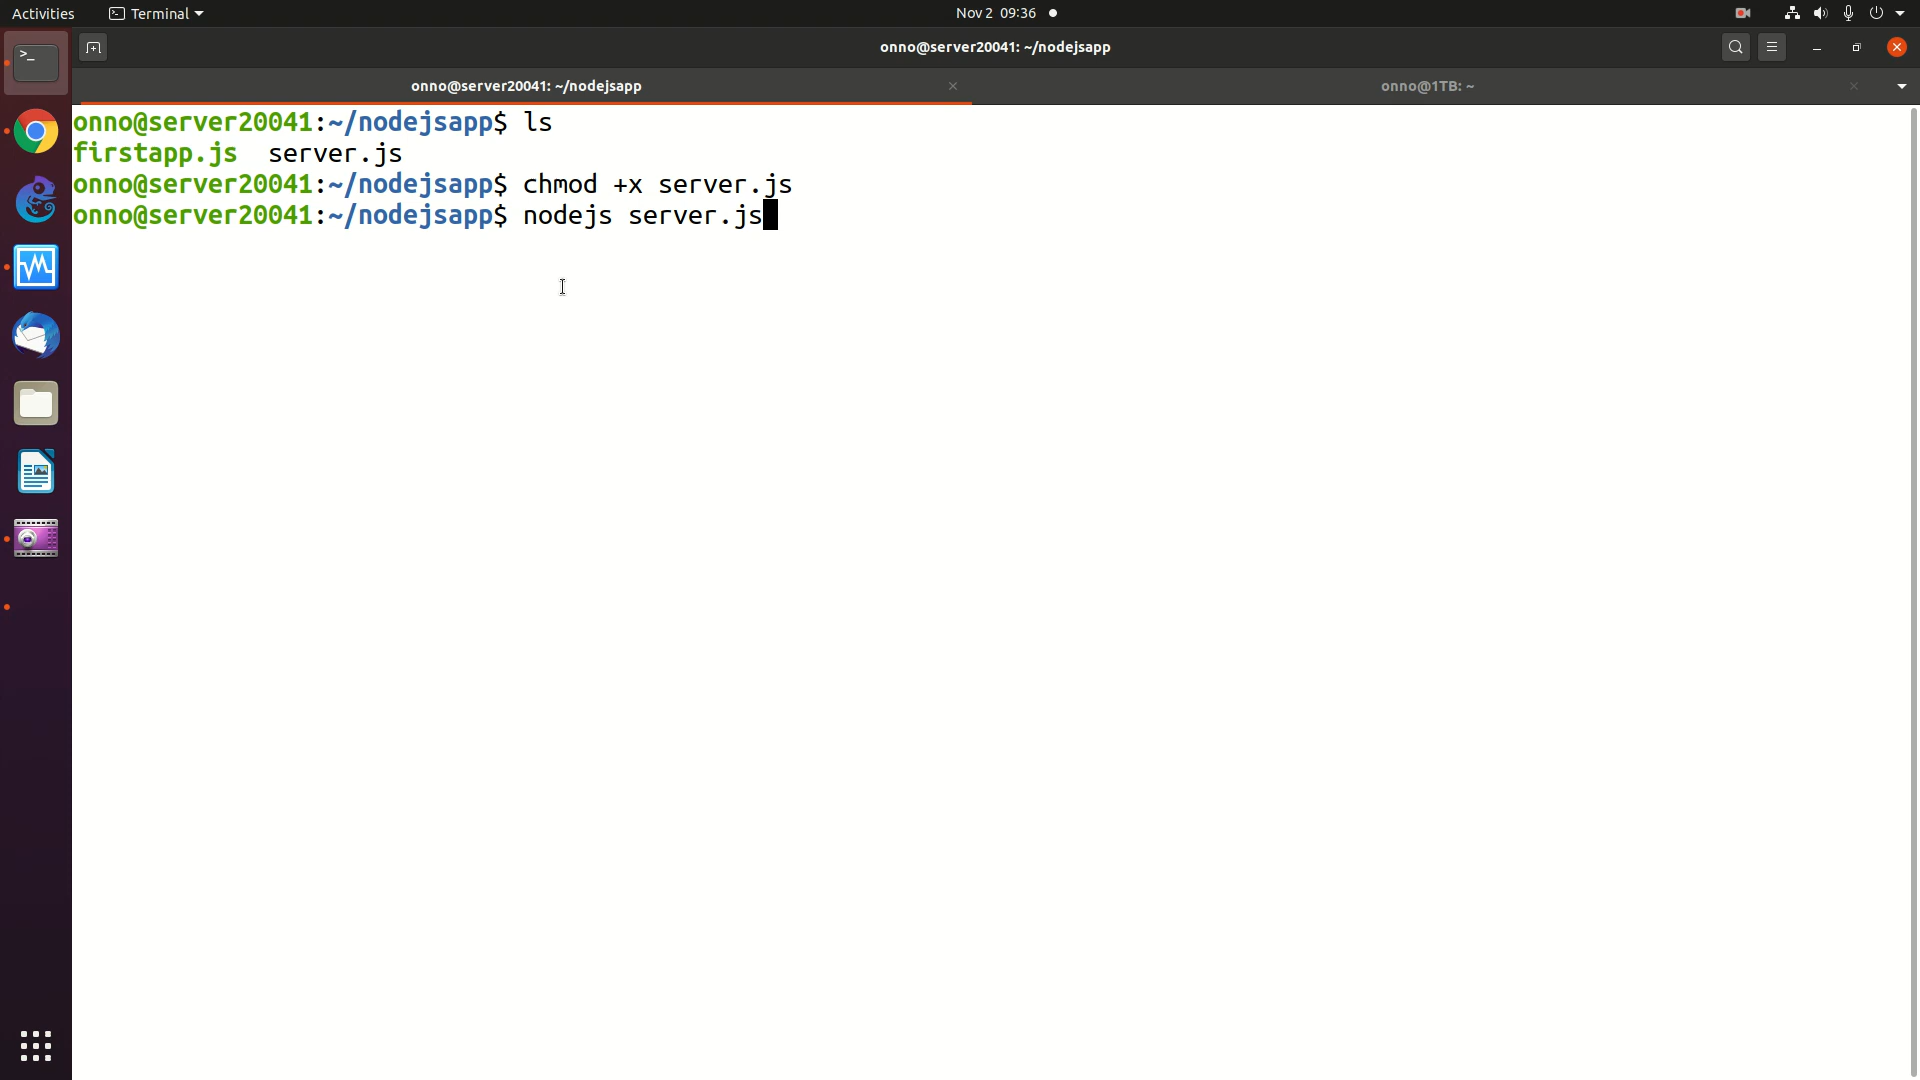 Activities Terminal Nov 2 09:36
onno@server20041: ~/nodejsapp
onno@server20041: ~/nodejsapp onno@1TB: ~
onno@server20041:~/nodejsapp$ ls
firstapp.js server.js
onno@server20041:~/nodejsapp$ chmod +x server.js
onno@server20041:~/nodejsapp$ nodejs server.js